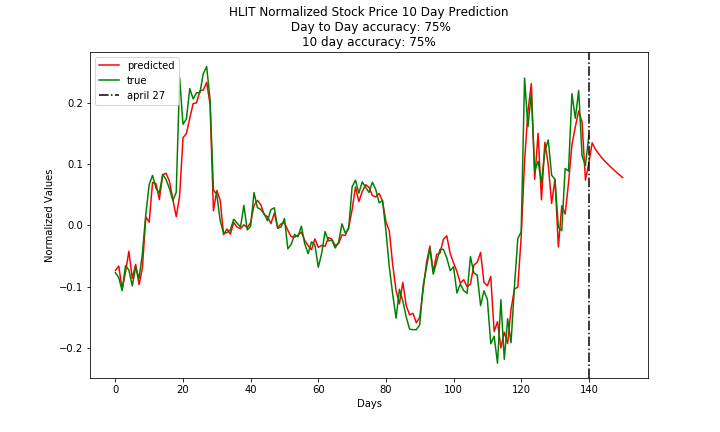 HLIT Normalized Stock Price 10 Day Prediction
Day to Day accuracy: 75%
10 day accuracy: 75%
predicted
true
april 27
Normalized Values
0.2
0.1
0.0
−0.1
−0.2
0 20 40 60 80 100 120 140
Days